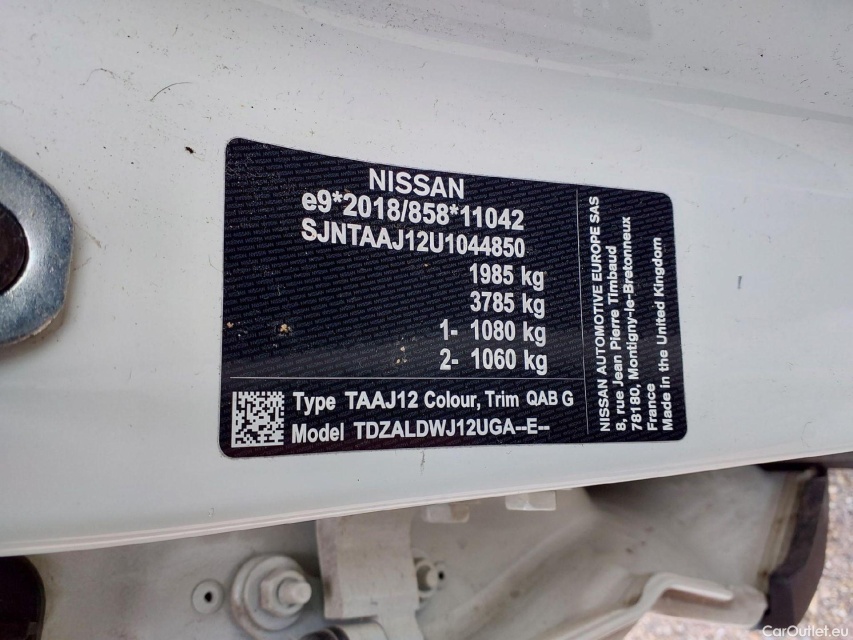 NISSAN
e9*2018/858*11042
SJNTAAJ12U1044850
1985 kg
3785 kg
1- 1080 kg
2- 1060 kg
Type TAAJ12 Colour, Trim QAB G
Model TDZALDWJ12UGA--E--
NISSAN AUTOMOTIVE EUROPE SAS
8, rue Jean Pierre Timbaud
78180, Montigny-le-Bretonneux
France
Made in the United Kingdom
CarOutlet.eu